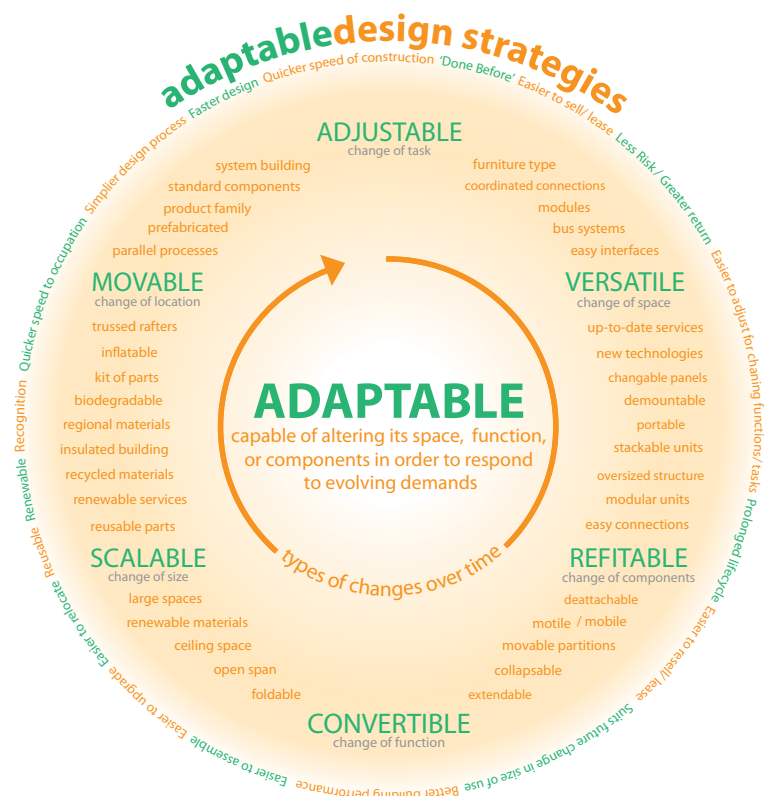 adaptabledesign strategies
Faster design
Quicker speed of construction
'Done Before'
Easier to sell/ lease
Less Risk / Greater return
Easier to adjust for chaning functions/ tasks
Prolonged lifecycle
Easier to resell/ lease
Suits future change in size of use
Better building performance
Easier to assemble
Easier to upgrade
Easier to relocate
Reusable
Renewable
Recognition
Quicker speed to occupation
Simplier design process
ADJUSTABLE
change of task
furniture type
coordinated connections
modules
bus systems
easy interfaces
VERSATILE
change of space
up-to-date services
new technologies
changable panels
demountable
portable
stackable units
oversized structure
modular units
easy connections
REFITABLE
change of components
deattachable
motile / mobile
movable partitions
collapsable
extendable
CONVERTIBLE
change of function
system building
standard components
product family
prefabricated
parallel processes
MOVABLE
change of location
trussed rafters
inflatable
kit of parts
biodegradable
regional materials
insulated building
recycled materials
renewable services
reusable parts
SCALABLE
change of size
large spaces
renewable materials
ceiling space
open span
foldable
ADAPTABLE
capable of altering its space, function,
or components in order to respond
to evolving demands
types of changes over time